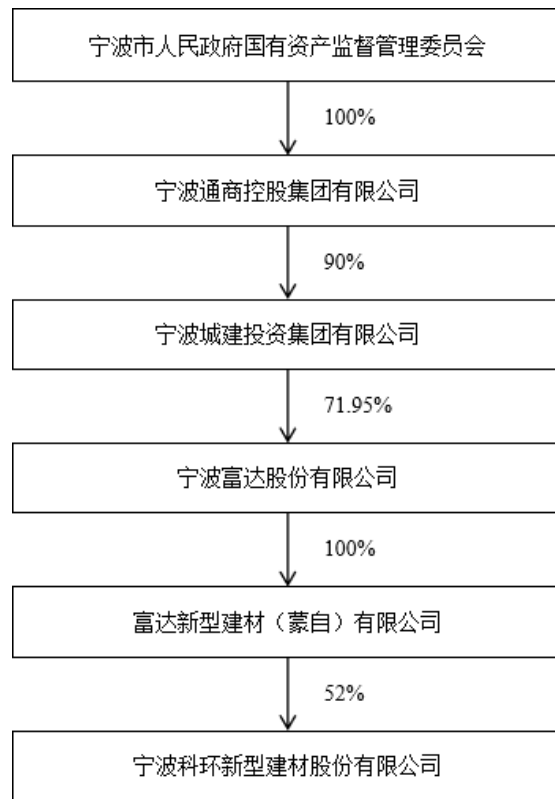 宁波市人民政府国有资产监督管理委员会
100%
宁波通商控股集团有限公司
90%
宁波城建投资集团有限公司
71.95%
宁波富达股份有限公司
100%
富达新型建材（蒙自）有限公司
52%
宁波科环新型建材股份有限公司